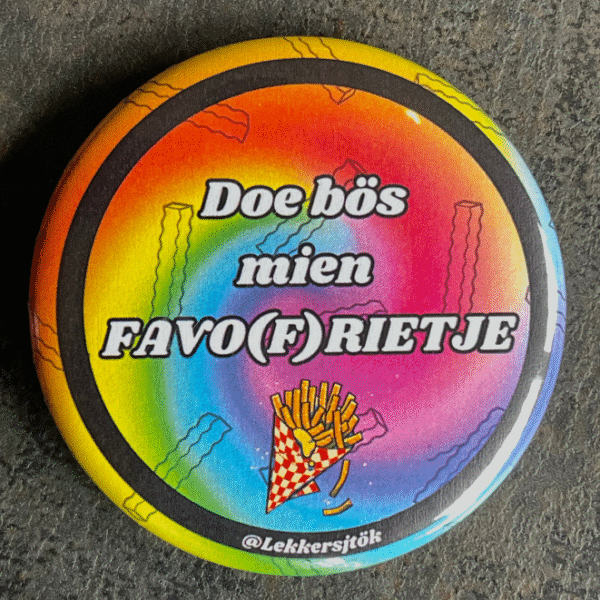 Doe bös
mien
FAVO(F)RIETJE
@Lekkersjtök